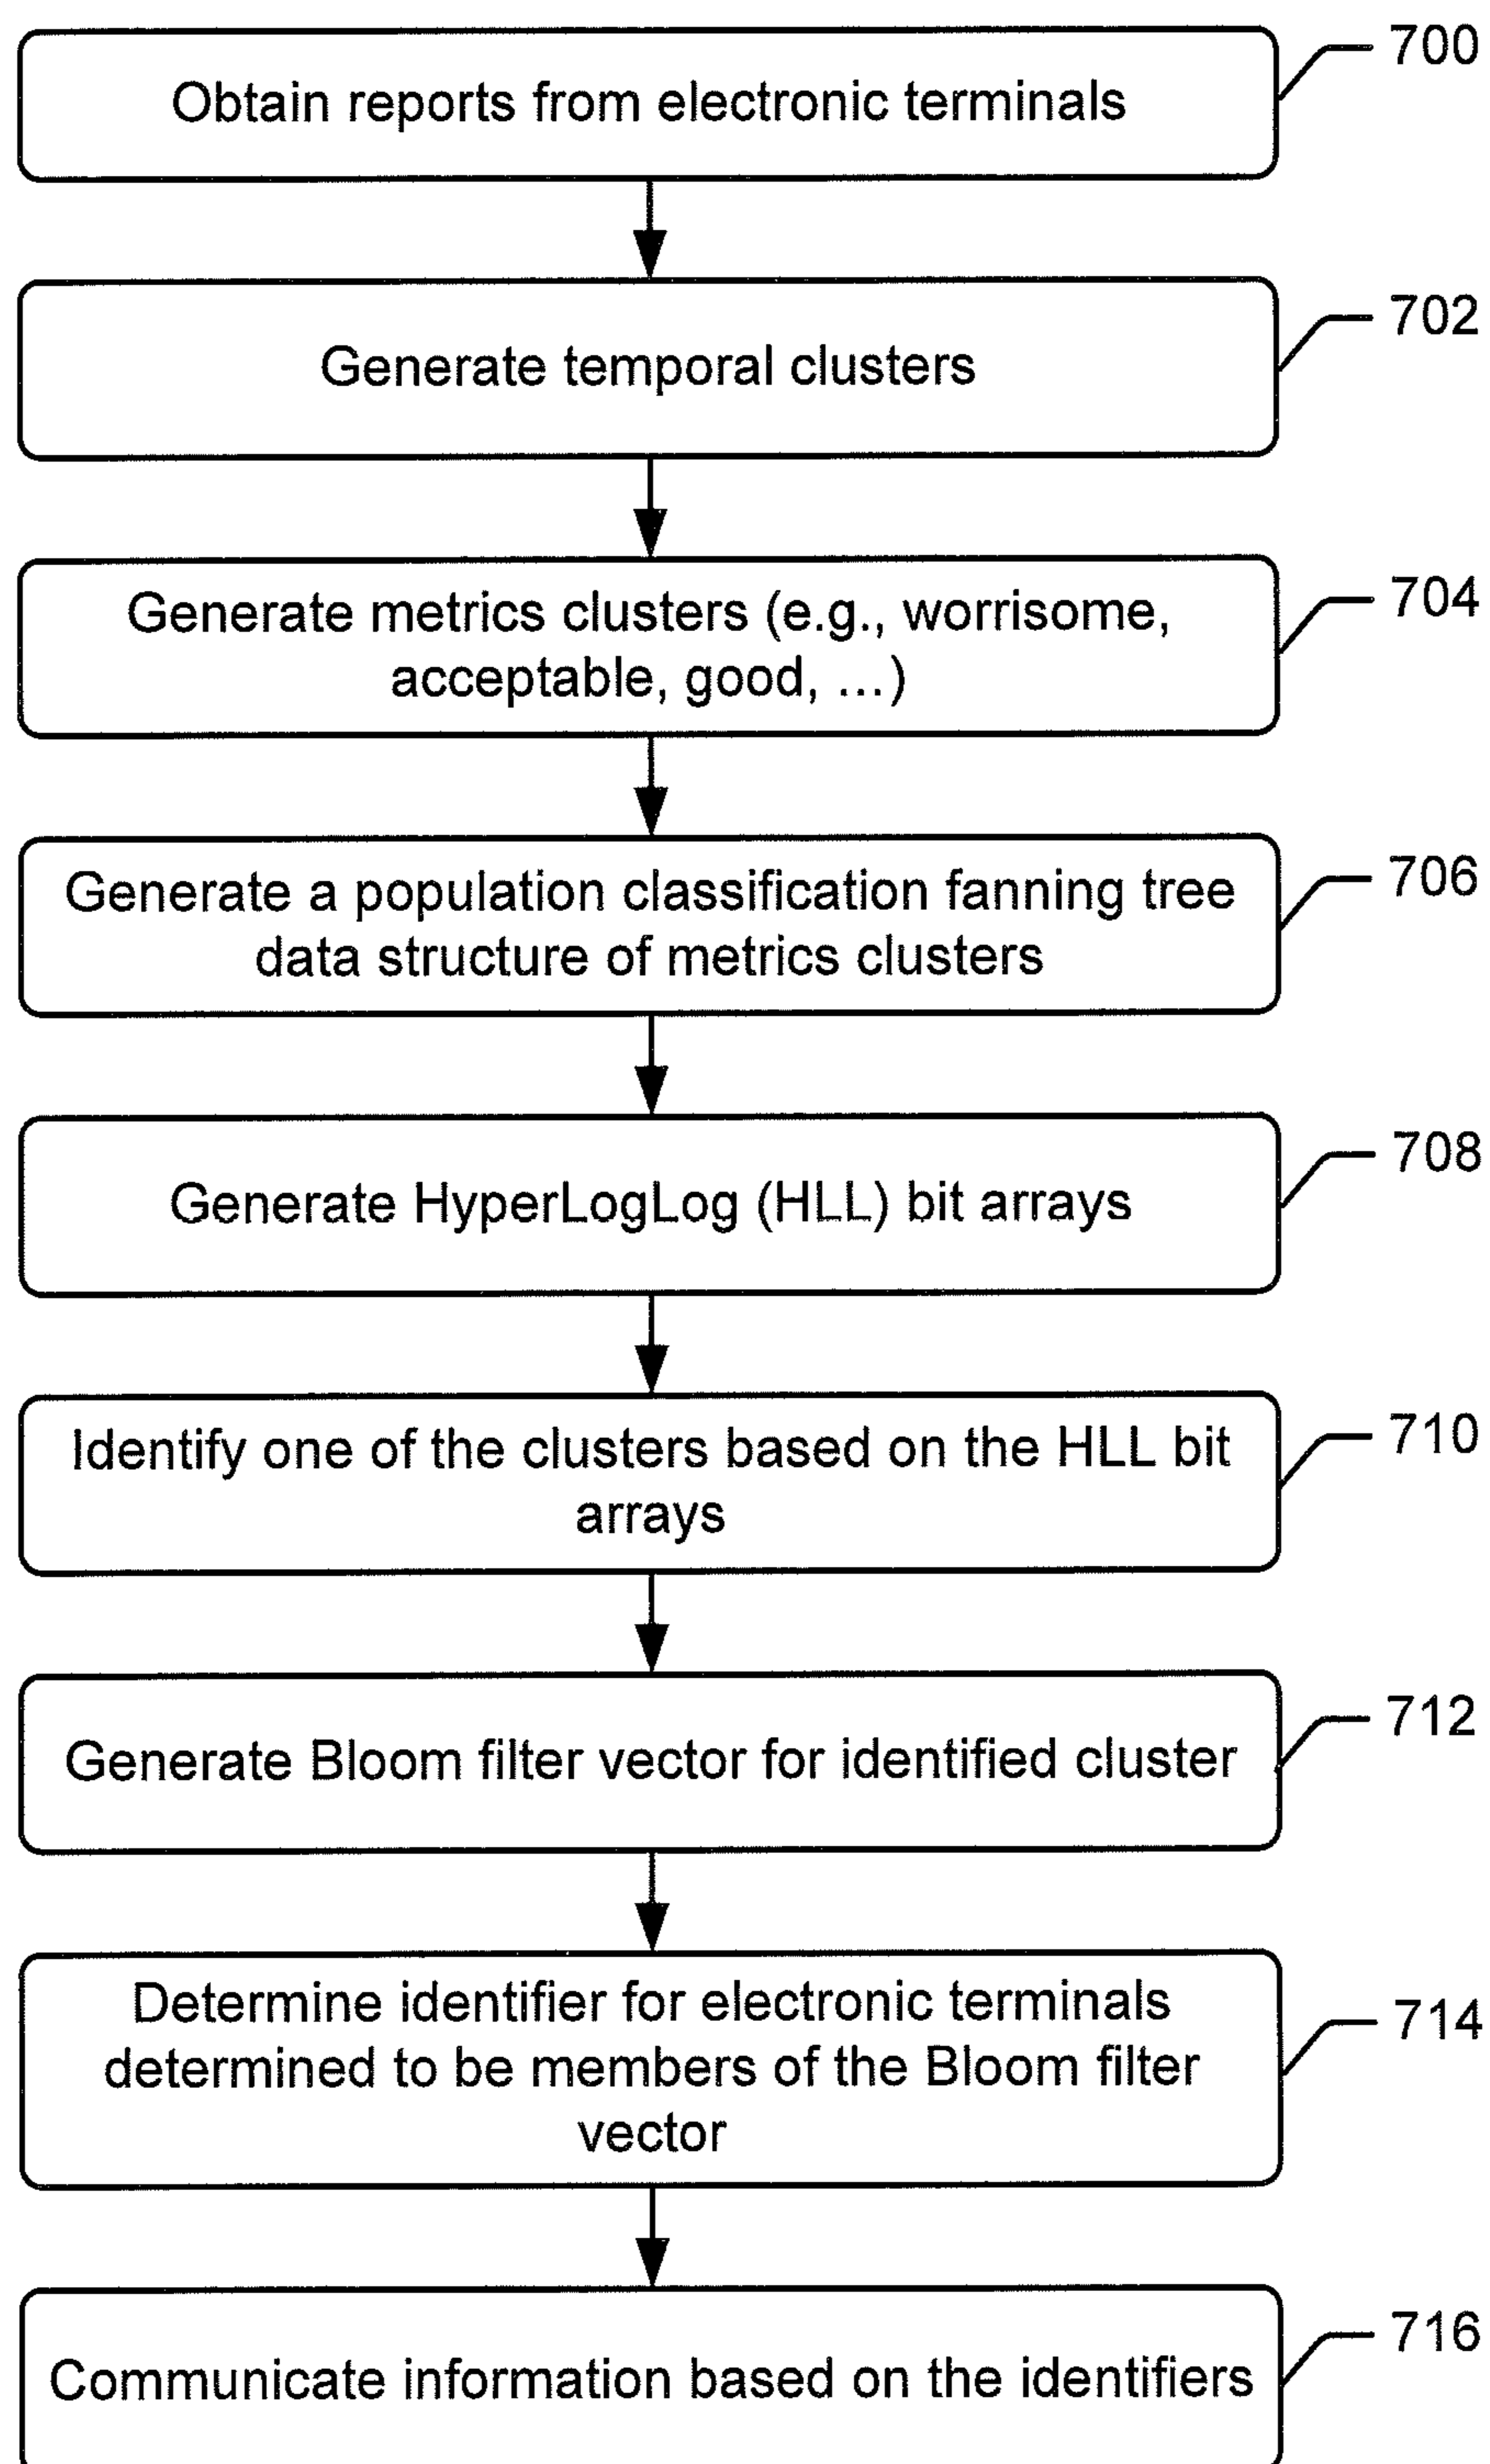 700
Obtain reports from electronic terminals
702
Generate temporal clusters
704
Generate metrics clusters (e.g., worrisome,
acceptable, good, ...)
706
Generate a population classification fanning tree
data structure of metrics clusters
708
Generate HyperLogLog (HLL) bit arrays
710
Identify one of the clusters based on the HLL bit
arrays
712
Generate Bloom filter vector for identified cluster
714
Determine identifier for electronic terminals
determined to be members of the Bloom filter
vector
716
Communicate information based on the identifiers